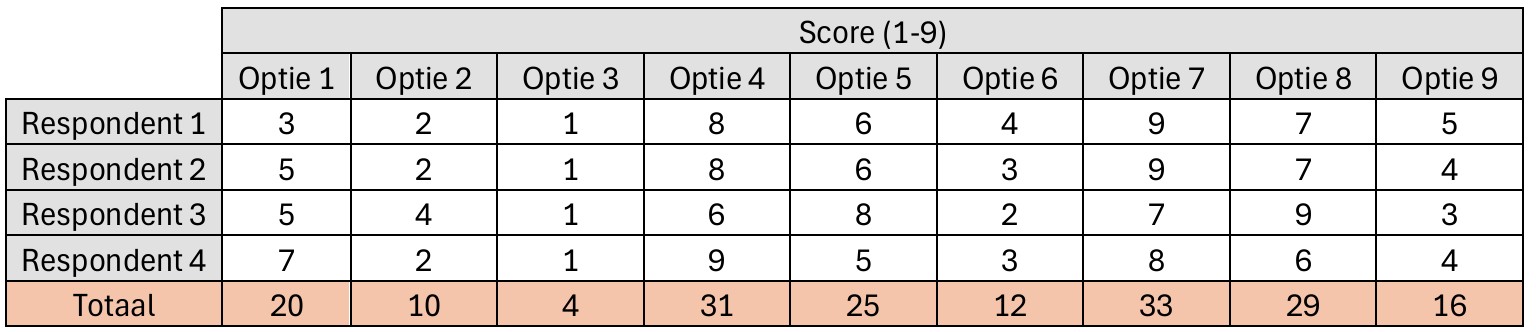 Score (1-9)
Optie 1 Optie 2 Optie 3 Optie 4 Optie 5 Optie 6 Optie 7 Optie 8 Optie 9
Respondent 1 3 2 1 8 6 4 9 7 5
Respondent 2 5 2 1 8 6 3 9 7 4
Respondent 3 5 4 1 6 8 2 7 9 3
Respondent 4 7 2 1 9 5 3 8 6 4
Totaal 20 10 4 31 25 12 33 29 16